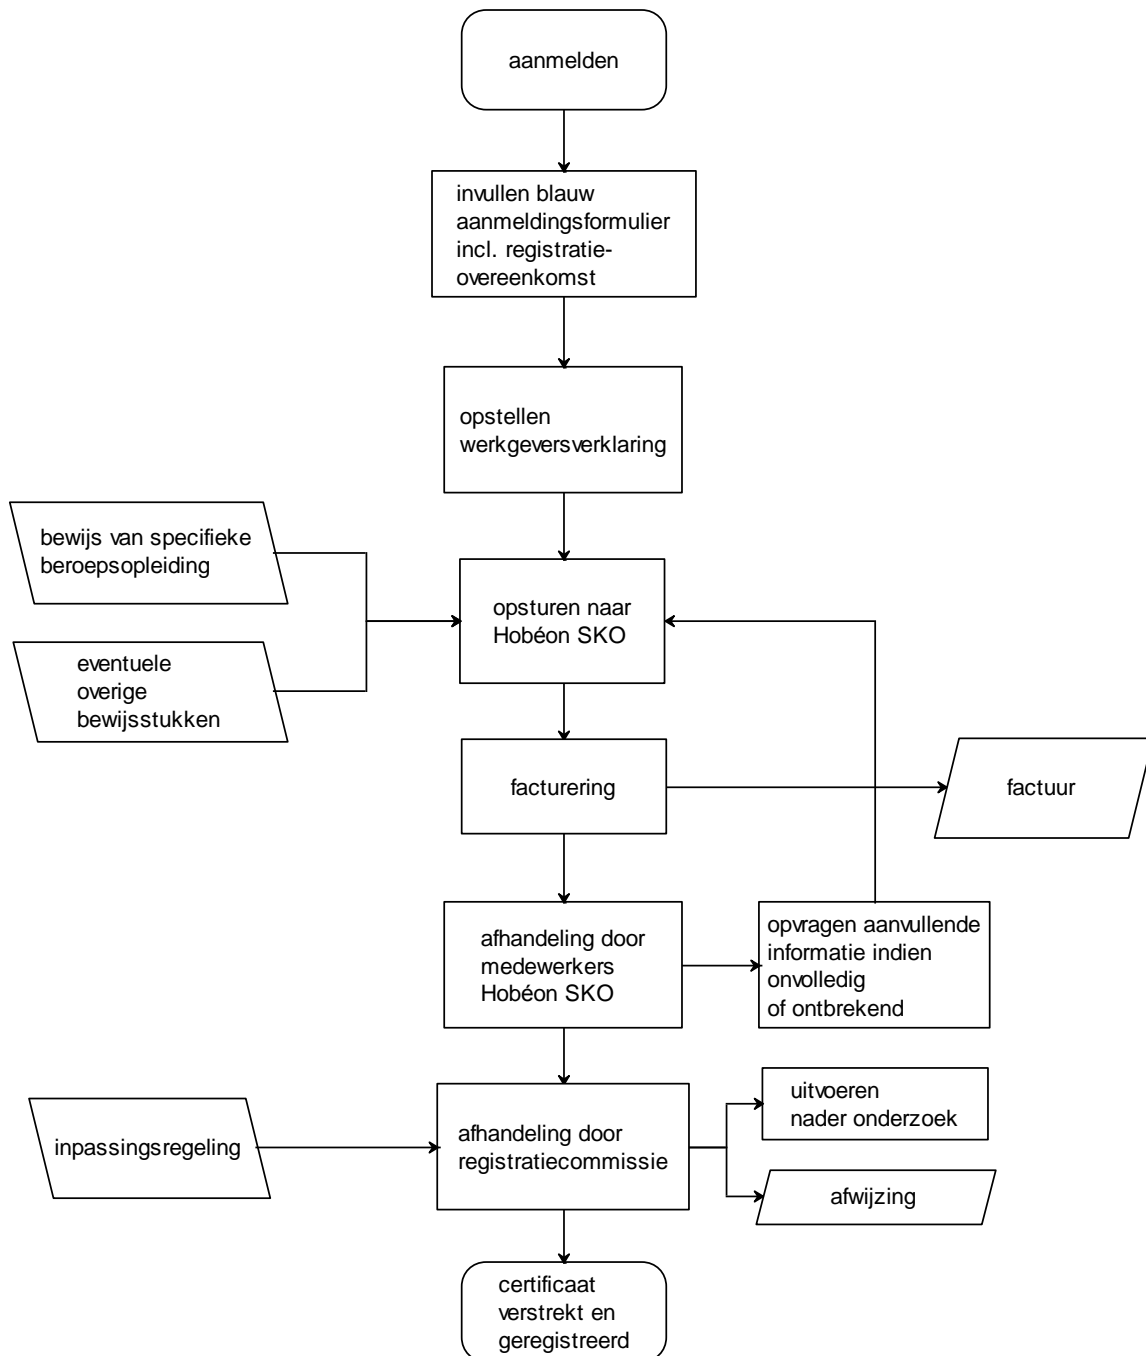 aanmelden
invullen blauw
aanmeldingsformulier
incl. registratie-
overeenkomst
opstellen
werkgeversverklaring
bewijs van specifieke
beroepsopleiding
eventuele
overige
bewijsstukken
opsturen naar
Hobéon SKO
facturering
factuur
afhandeling door
medewerkers
Hobéon SKO
opvragen aanvullende
informatie indien
onvolledig
of ontbrekend
inpassingsregeling
afhandeling door
registratiecommissie
uitvoeren
nader onderzoek
afwijzing
certificaat
verstrekt en
geregistreerd